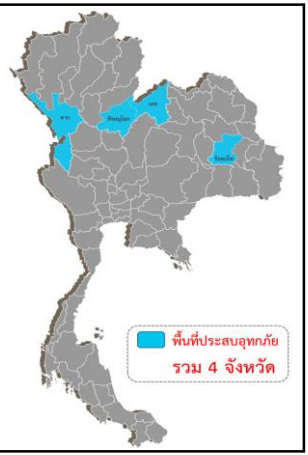 เลย
ตาก
พิษณุโลก
ร้อยเอ็ด
พื้นที่ประสบอุทกภัย
รวม 4 จังหวัด